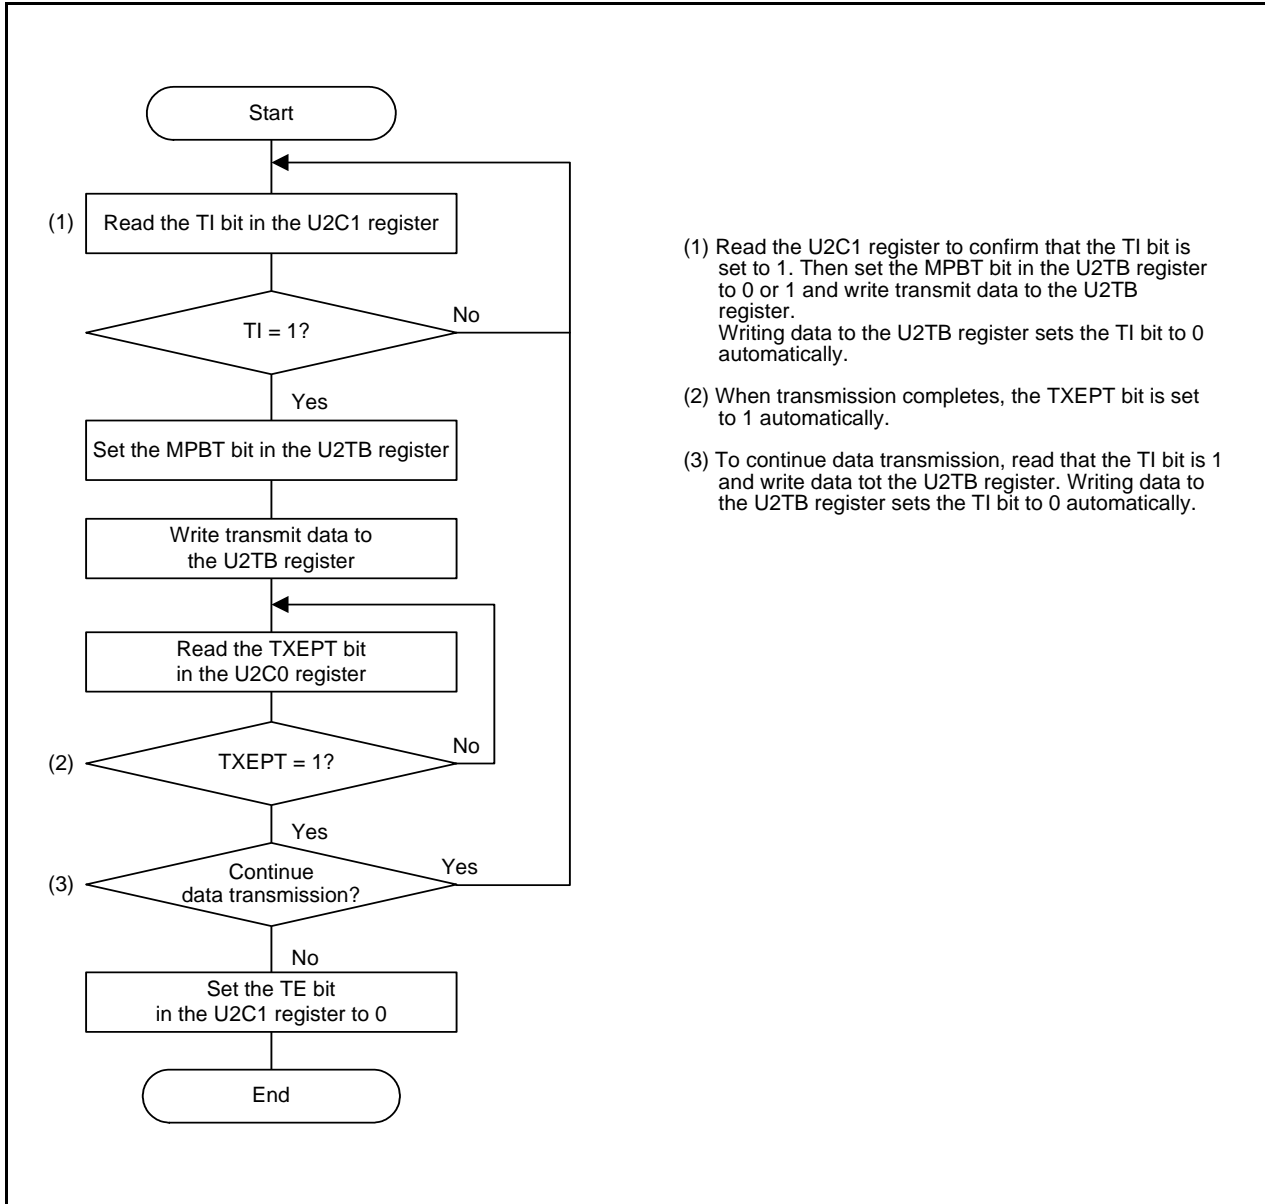 Start
(1)
Read the TI bit in the U2C1 register
TI = 1?
No
Yes
Set the MPBT bit in the U2TB register
Write transmit data to
the U2TB register
Read the TXEPT bit
in the U2C0 register
(2)
TXEPT = 1?
No
Yes
(3)
Continue
data transmission?
Yes
No
Set the TE bit
in the U2C1 register to 0
End
(1) Read the U2C1 register to confirm that the TI bit is
set to 1. Then set the MPBT bit in the U2TB register
to 0 or 1 and write transmit data to the U2TB
register.
Writing data to the U2TB register sets the TI bit to 0
automatically.
(2) When transmission completes, the TXEPT bit is set
to 1 automatically.
(3) To continue data transmission, read that the TI bit is 1
and write data tot the U2TB register. Writing data to
the U2TB register sets the TI bit to 0 automatically.